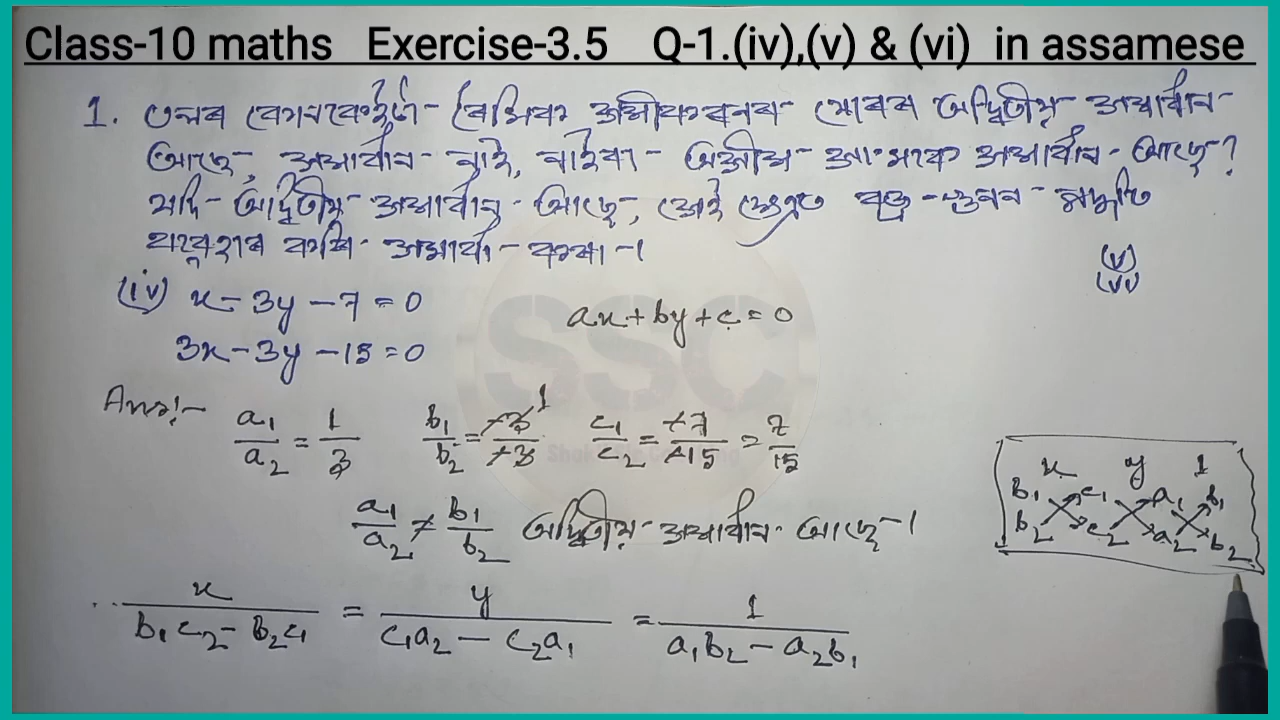 Class-10 maths Exercise-3.5 Q-1.(iv),(v) & (vi) in assamese
1. তলৰ কোনবোৰ ৰৈখিক সমীকৰণৰ যোৰৰ অদ্বিতীয় সমাধান
আছে, সমাধান নাই, নাইবা অসীম সংখ্যক সমাধান আছে?
যদি অদ্বিতীয় সমাধান আছে, সেই ক্ষেত্ৰত বজ্ৰ-গুণন পদ্ধতি
ব্যৱহাৰ কৰি সমাধান কৰা।
(v)
(vi)
(iv) x - 3y - 7 = 0
ax + by + c = 0
3x - 3y - 15 = 0
Ans:- a₁/a₂ = 1/3 b₁/b₂ = -3/-3 1 c₁/c₂ = -7/-15 = 7/15
SSC
a₁/a₂ ≠ b₁/b₂ অদ্বিতীয় সমাধান আছে।
x y 1
b₁ c₁ a₁ b₁
b₂ c₂ a₂ b₂
x/(b₁c₂ - b₂c₁) = y/(c₁a₂ - c₂a₁) = 1/(a₁b₂ - a₂b₁)